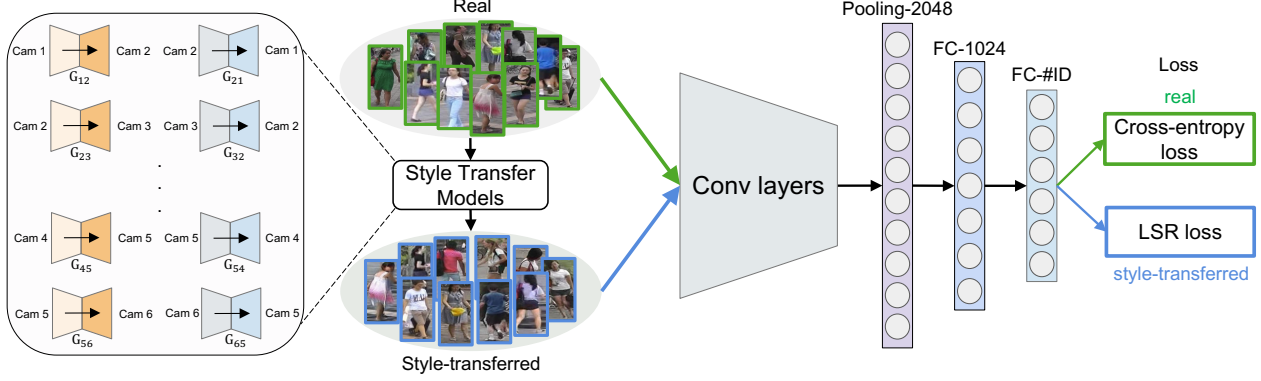 Cam 1 Cam 2 Cam 2 Cam 1
G12 G21
Cam 2 Cam 3 Cam 3 Cam 2
G23 G32
Cam 4 Cam 5 Cam 5 Cam 4
G45 G54
Cam 5 Cam 6 Cam 6 Cam 5
G56 G65
Real
Style Transfer
Models
Style-transferred
Conv layers
Pooling-2048
FC-1024
FC-#ID
Loss
real
Cross-entropy
loss
LSR loss
style-transferred